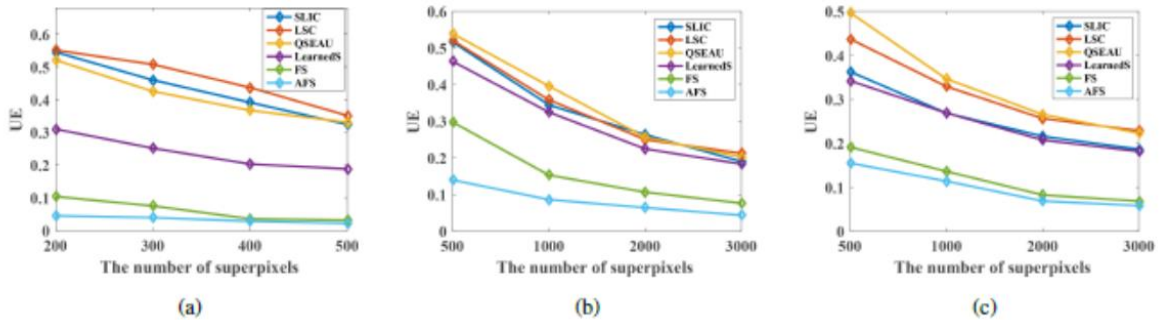 SLIC
LSC
QSEAU
LearnedS
FS
AFS
0.6
0.5
0.4
0.3
0.2
0.1
0
UE
200 300 400 500
The number of superpixels
(a)
SLIC
LSC
QSEAU
LearnedS
FS
AFS
0.6
0.5
0.4
0.3
0.2
0.1
0
UE
500 1000 2000 3000
The number of superpixels
(b)
SLIC
LSC
QSEAU
LearnedS
FS
AFS
0.5
0.4
0.3
0.2
0.1
0
UE
500 1000 2000 3000
The number of superpixels
(c)